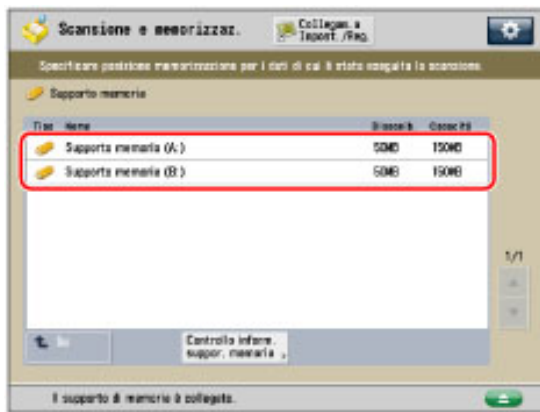 Scansione e memorizzaz.
Collegam. a
Impost./Reg.
Specificare posizione memorizzazione per i dati di cui è stata eseguita la scansione.
Supporto memoria
Tipo Nome Disponib. Capacità
Supporto memoria (A:) 50MB 150MB
Supporto memoria (B:) 50MB 150MB
1/1
Controllo inform.
suppor. memoria
Il supporto di memoria è collegato.